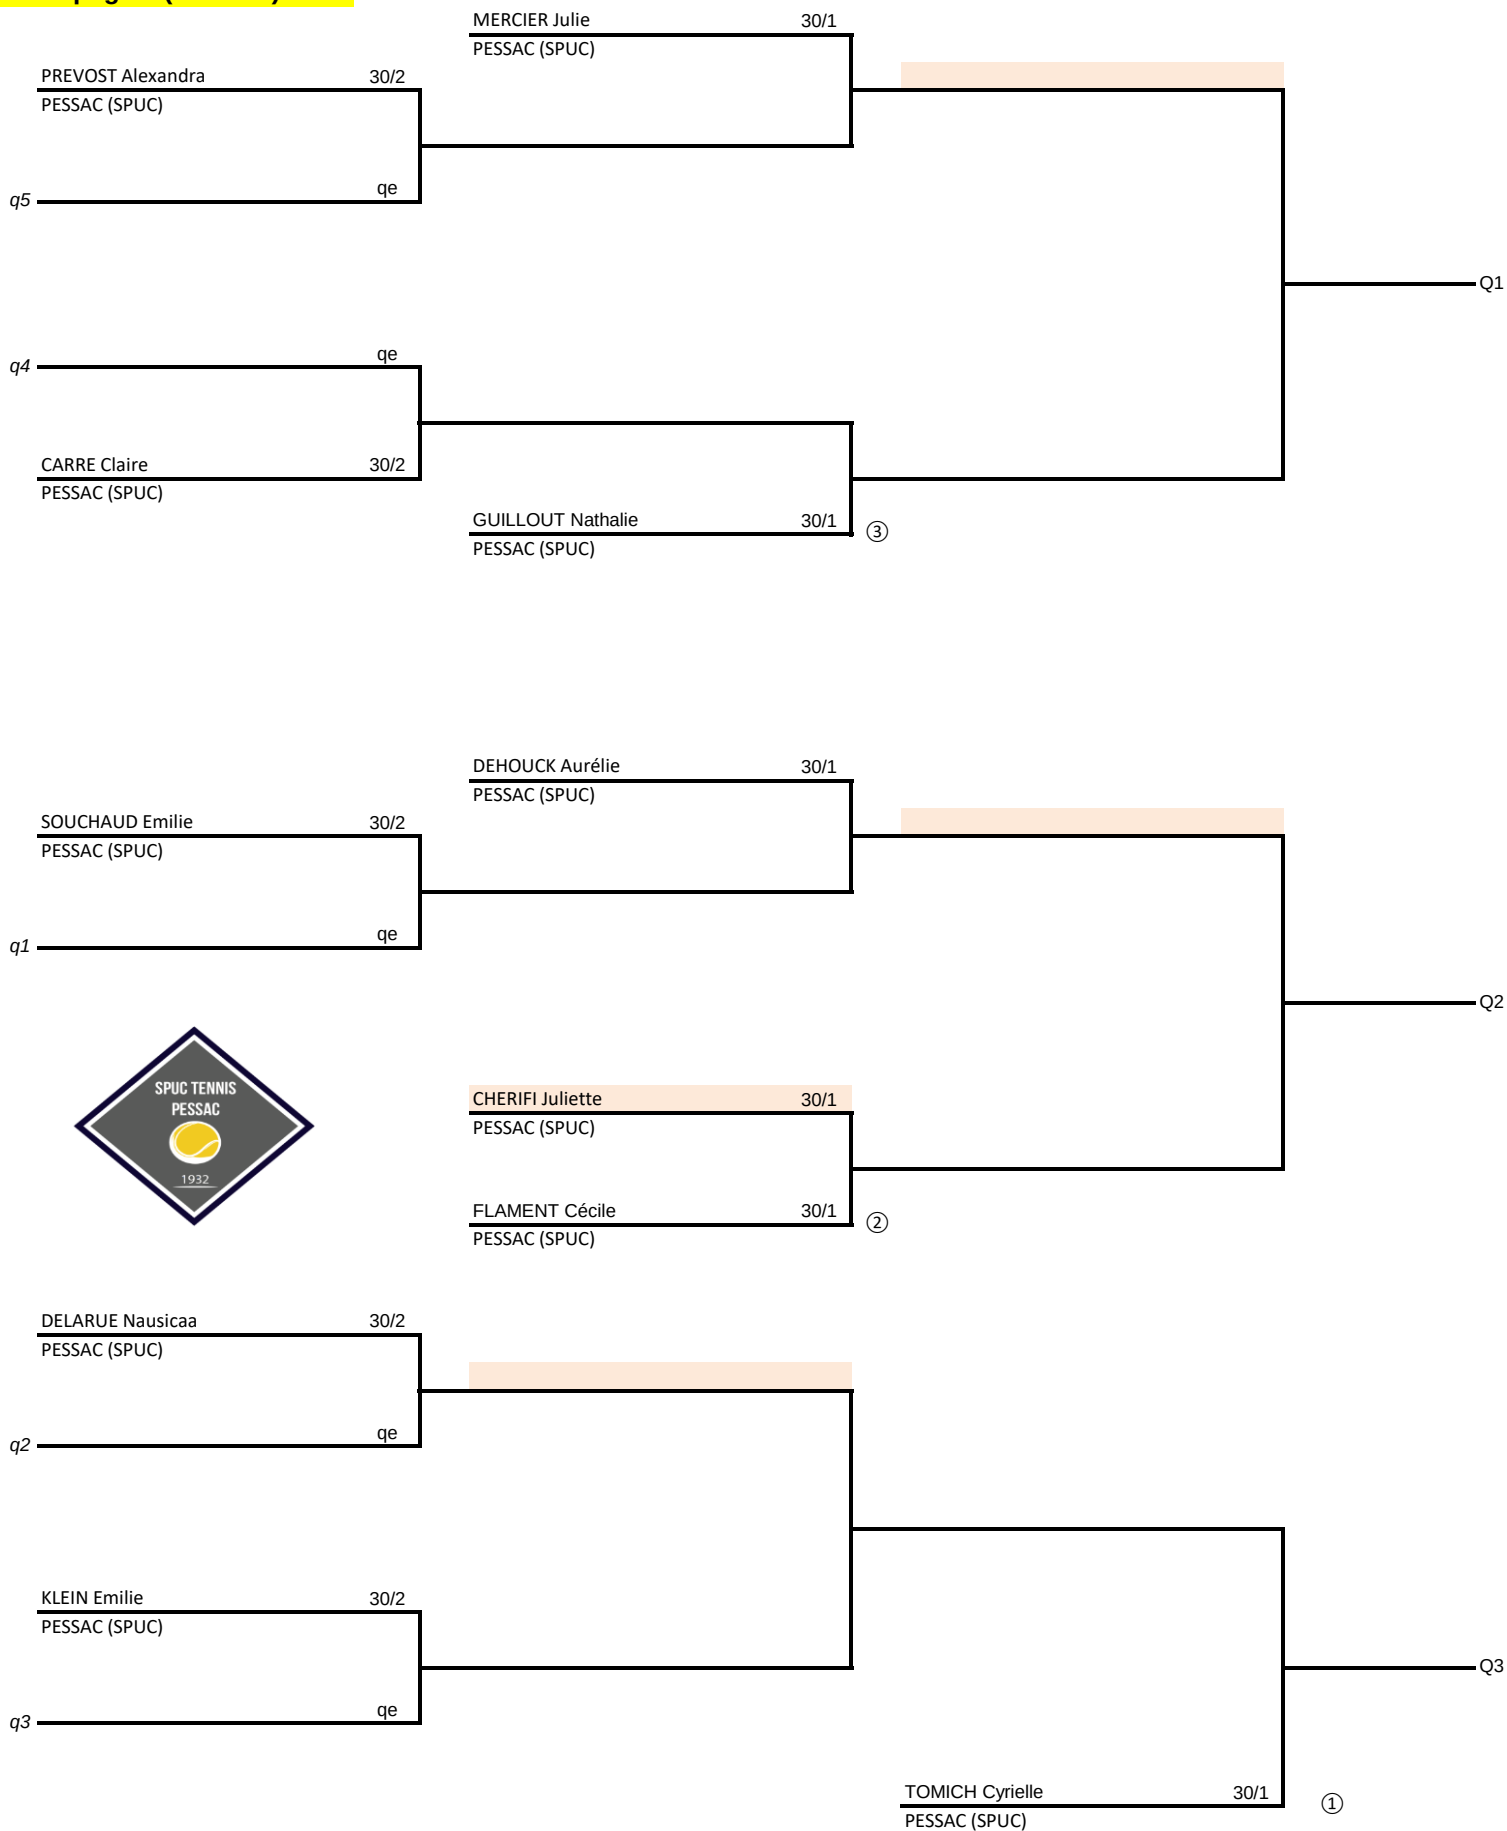 MERCIER Julie 30/1
PESSAC (SPUC)
PREVOST Alexandra 30/2
PESSAC (SPUC)
qe
q5
Q1
qe
q4
CARRE Claire 30/2
PESSAC (SPUC)
GUILLOUT Nathalie 30/1 ③
PESSAC (SPUC)
DEHOUCK Aurélie 30/1
PESSAC (SPUC)
SOUCHAUD Emilie 30/2
PESSAC (SPUC)
qe
q1
Q2
SPUC TENNIS
PESSAC
1932
CHERIFI Juliette 30/1
PESSAC (SPUC)
FLAMENT Cécile 30/1 ②
PESSAC (SPUC)
DELARUE Nausicaa 30/2
PESSAC (SPUC)
qe
q2
KLEIN Emilie 30/2
PESSAC (SPUC)
Q3
qe
q3
TOMICH Cyrielle 30/1 ①
PESSAC (SPUC)